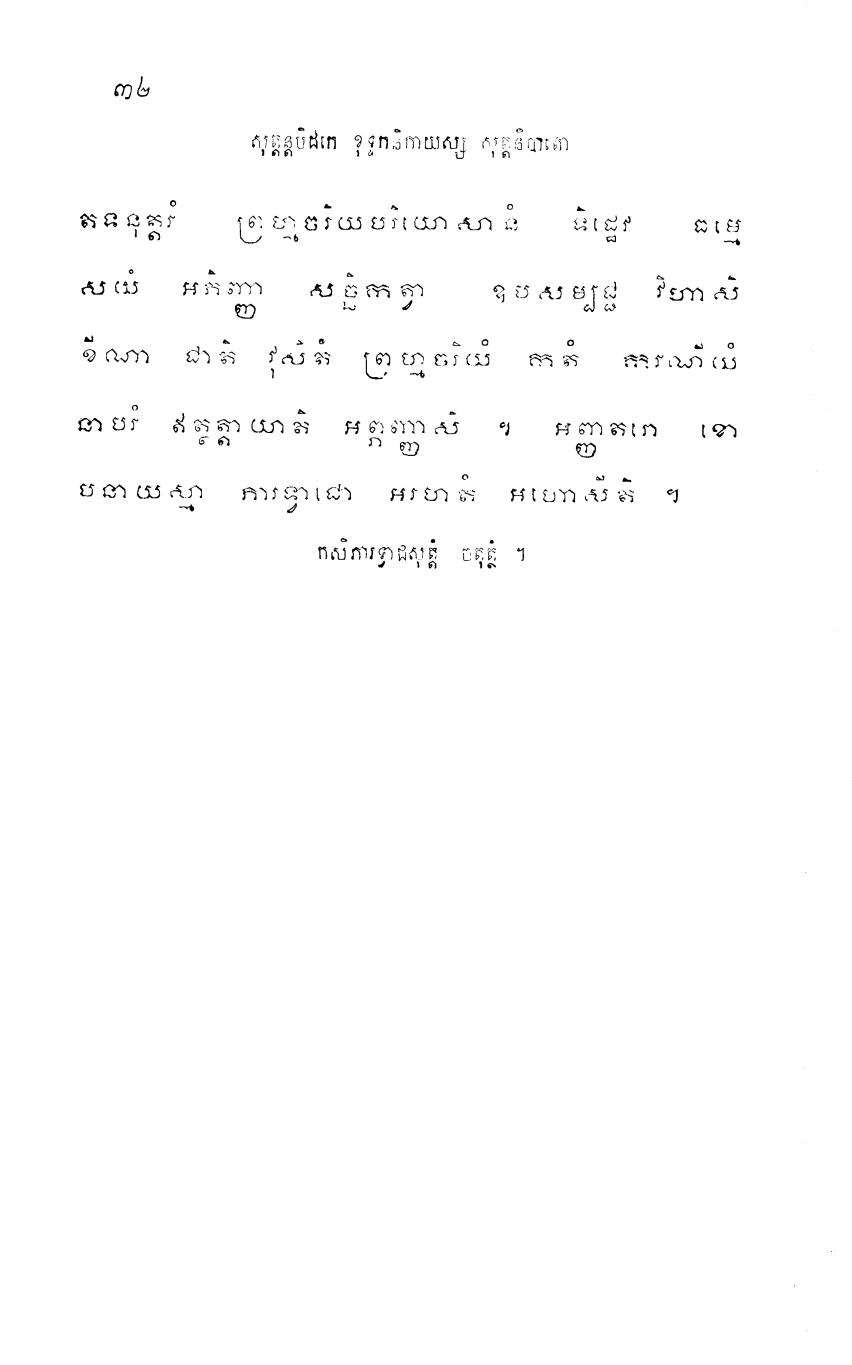 ៣៤
សុត្តន្តបិដកេ ខុទ្ទកនិកាយស្ស សុត្តនិបាតោ
តទនុត្តរំ ព្រហ្មចរិយបរិយោសានំ ទិដ្ឋេវ ធម្មេ
សយំ អភិញ្ញា សច្ឆិកត្វា ឧបសម្បជ្ជ វិហាសិ
ខីណា ជាតិ វុសិតំ ព្រហ្មចរិយំ កតំ ករណីយំ
នាបរំ ឥត្ថត្តាយាតិ អព្ភញ្ញាសិ ។ អញ្ញតរោ ខោ
បនាយស្មា ភារទ្វាជោ អរហតំ អហោសីតិ ។
កសិភារទ្វាជសុត្តំ ចតុត្ថំ ។